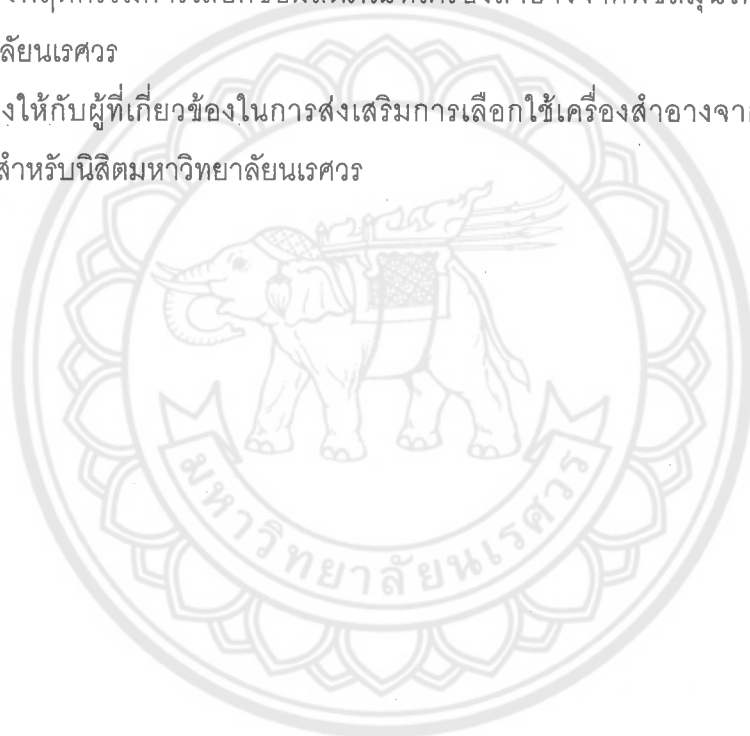 ลัยนเรศวร
งให้กับผู้ที่เกี่ยวข้องในการส่งเสริมการเลือกใช้เครื่องสำอางจาก
สำหรับนิสิตมหาวิทยาลัยนเรศวร
มหาวิทยาลัยนเรศวร